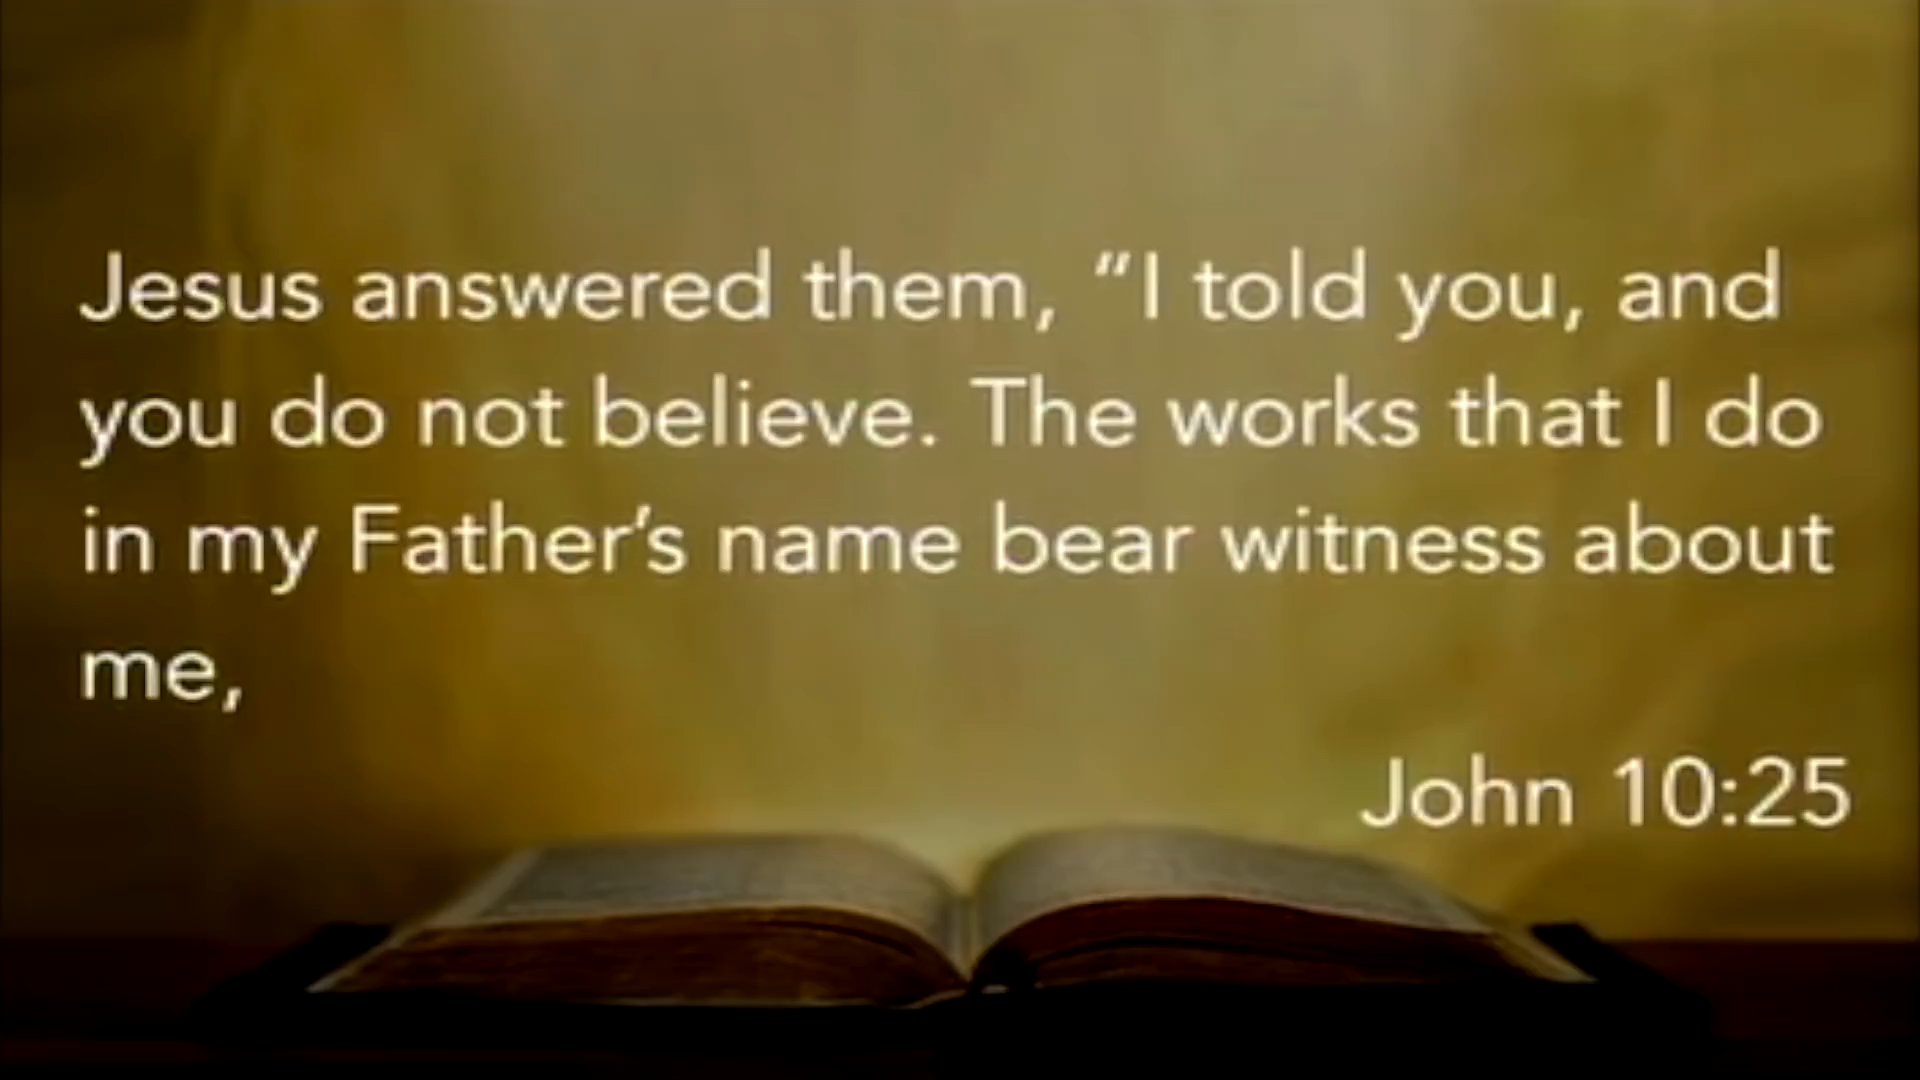 Jesus answered them, “I told you, and
you do not believe. The works that I do
in my Father’s name bear witness about
me,
John 10:25